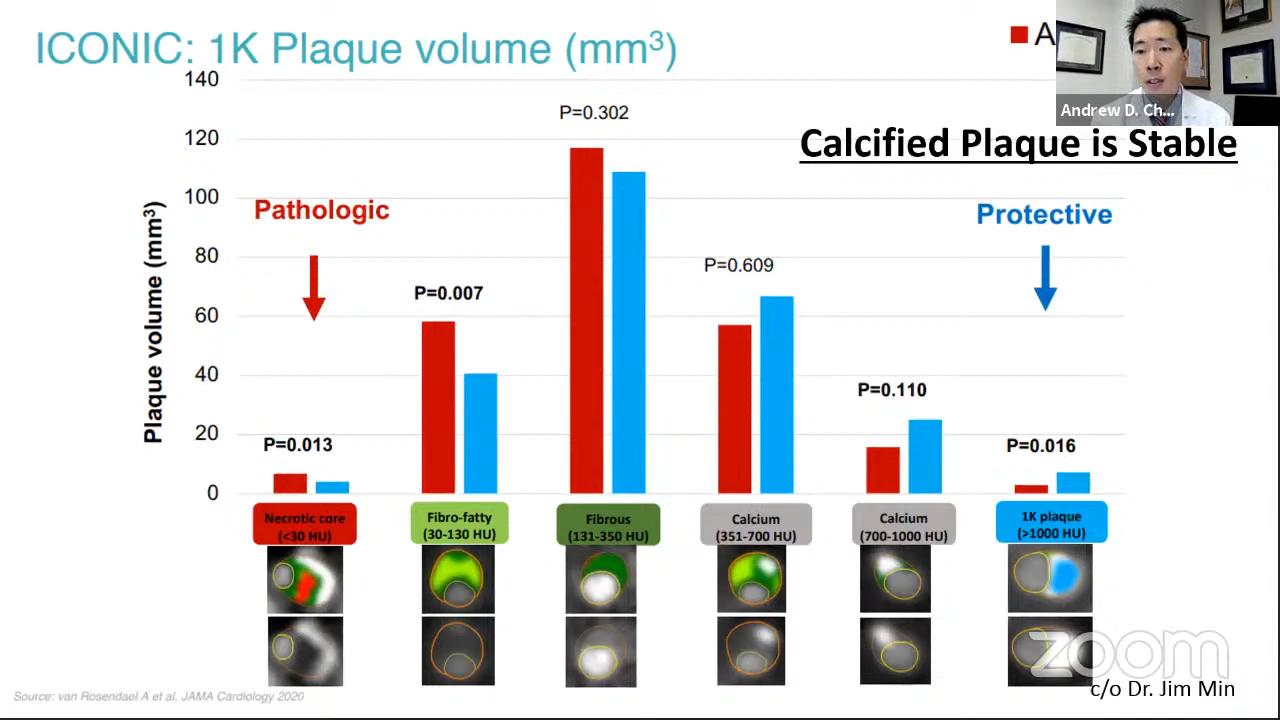 ICONIC: 1K Plaque volume (mm³)
A
Andrew D. Ch...
Calcified Plaque is Stable
Plaque volume (mm³)
140
120
100
80
60
40
20
0
Pathologic
Protective
P=0.013
P=0.007
P=0.302
P=0.609
P=0.110
P=0.016
Necrotic core
(<30 HU)
Fibro-fatty
(30-130 HU)
Fibrous
(131-350 HU)
Calcium
(351-700 HU)
Calcium
(700-1000 HU)
1K plaque
(>1000 HU)
zoom
Source: van Rosendael A et al. JAMA Cardiology 2020
c/o Dr. Jim Min